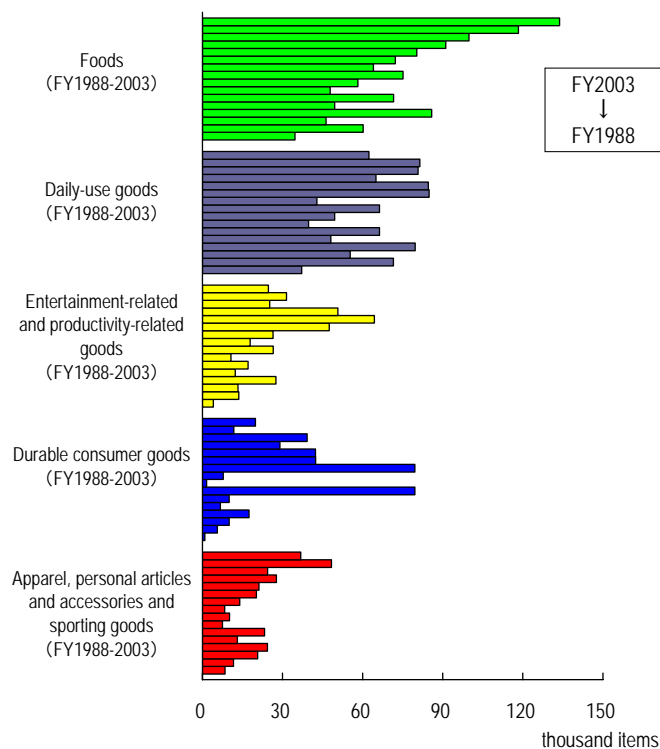 Foods
(FY1988-2003)
FY2003
↓
FY1988
Daily-use goods
(FY1988-2003)
Entertainment-related
and productivity-related
goods
(FY1988-2003)
Durable consumer goods
(FY1988-2003)
Apparel, personal articles
and accessories and
sporting goods
(FY1988-2003)
0 30 60 90 120 150
thousand items